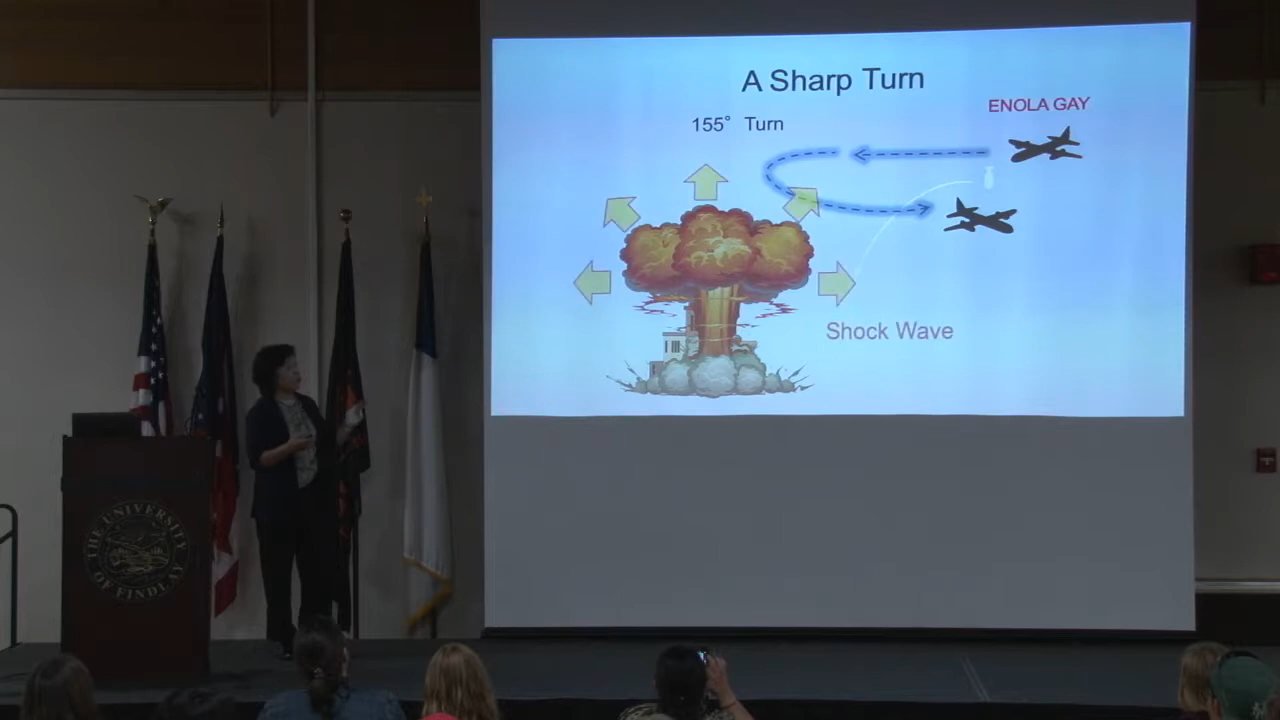 A Sharp Turn
ENOLA GAY
155° Turn
Shock Wave
THE UNIVERSITY
OF FINDLAY